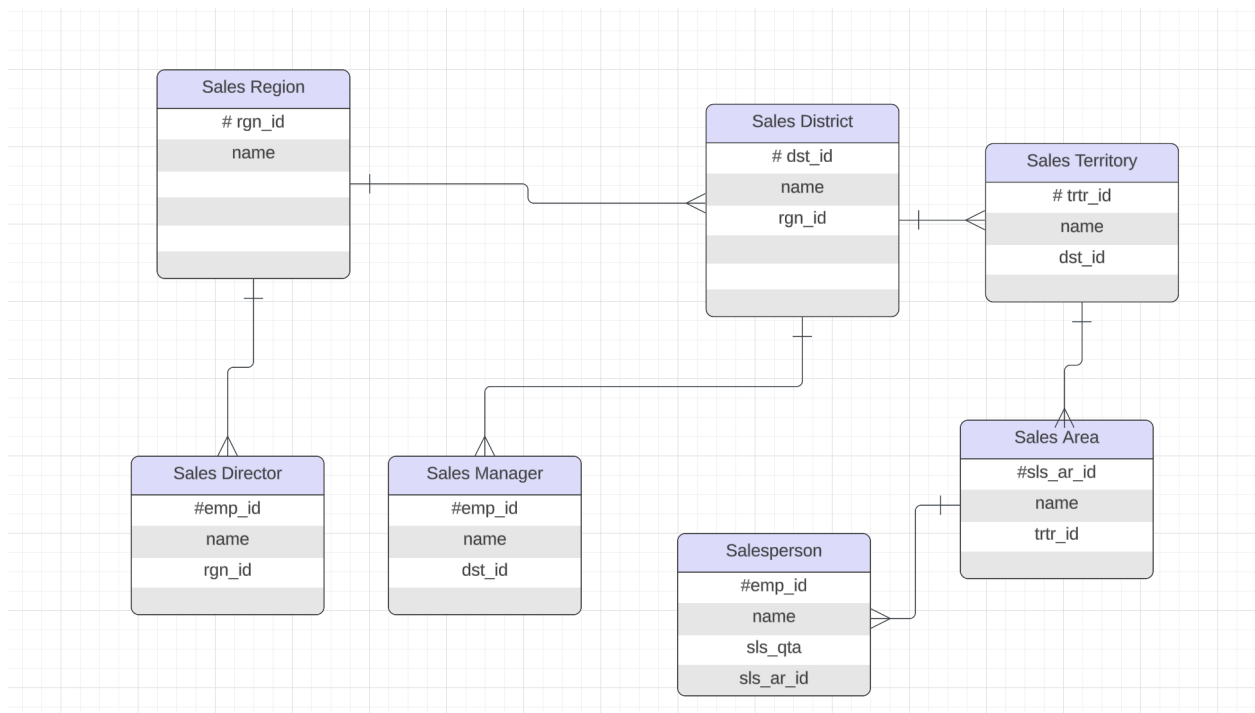 Sales Region
# rgn_id
name
Sales District
# dst_id
name
rgn_id
Sales Territory
# trtr_id
name
dst_id
Sales Director
#emp_id
name
rgn_id
Sales Manager
#emp_id
name
dst_id
Salesperson
#emp_id
name
sls_qta
sls_ar_id
Sales Area
#sls_ar_id
name
trtr_id